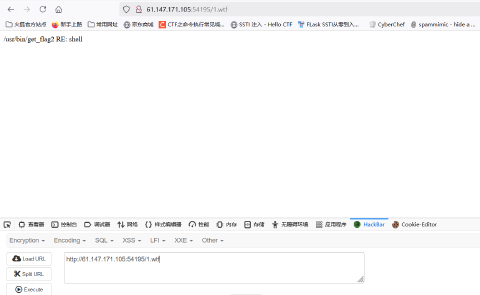 61.147.171.105:54195/1.wtf
火狐官方站点 新手上路 常用网址 京东商城 CTF之命令执行常见绕... SSTI 注入 - Hello CTF FLask SSTI从零到入... CyberChef spammimic - hide a
/usr/bin/get_flag2 RE: shell
查看器 控制台 调试器 网络 样式编辑器 性能 内存 存储 无障碍环境 应用程序 HackBar Cookie-Editor
Encryption Encoding SQL XSS LFI XXE Other
Load URL http://61.147.171.105:54195/1.wtf
Split URL
Execute